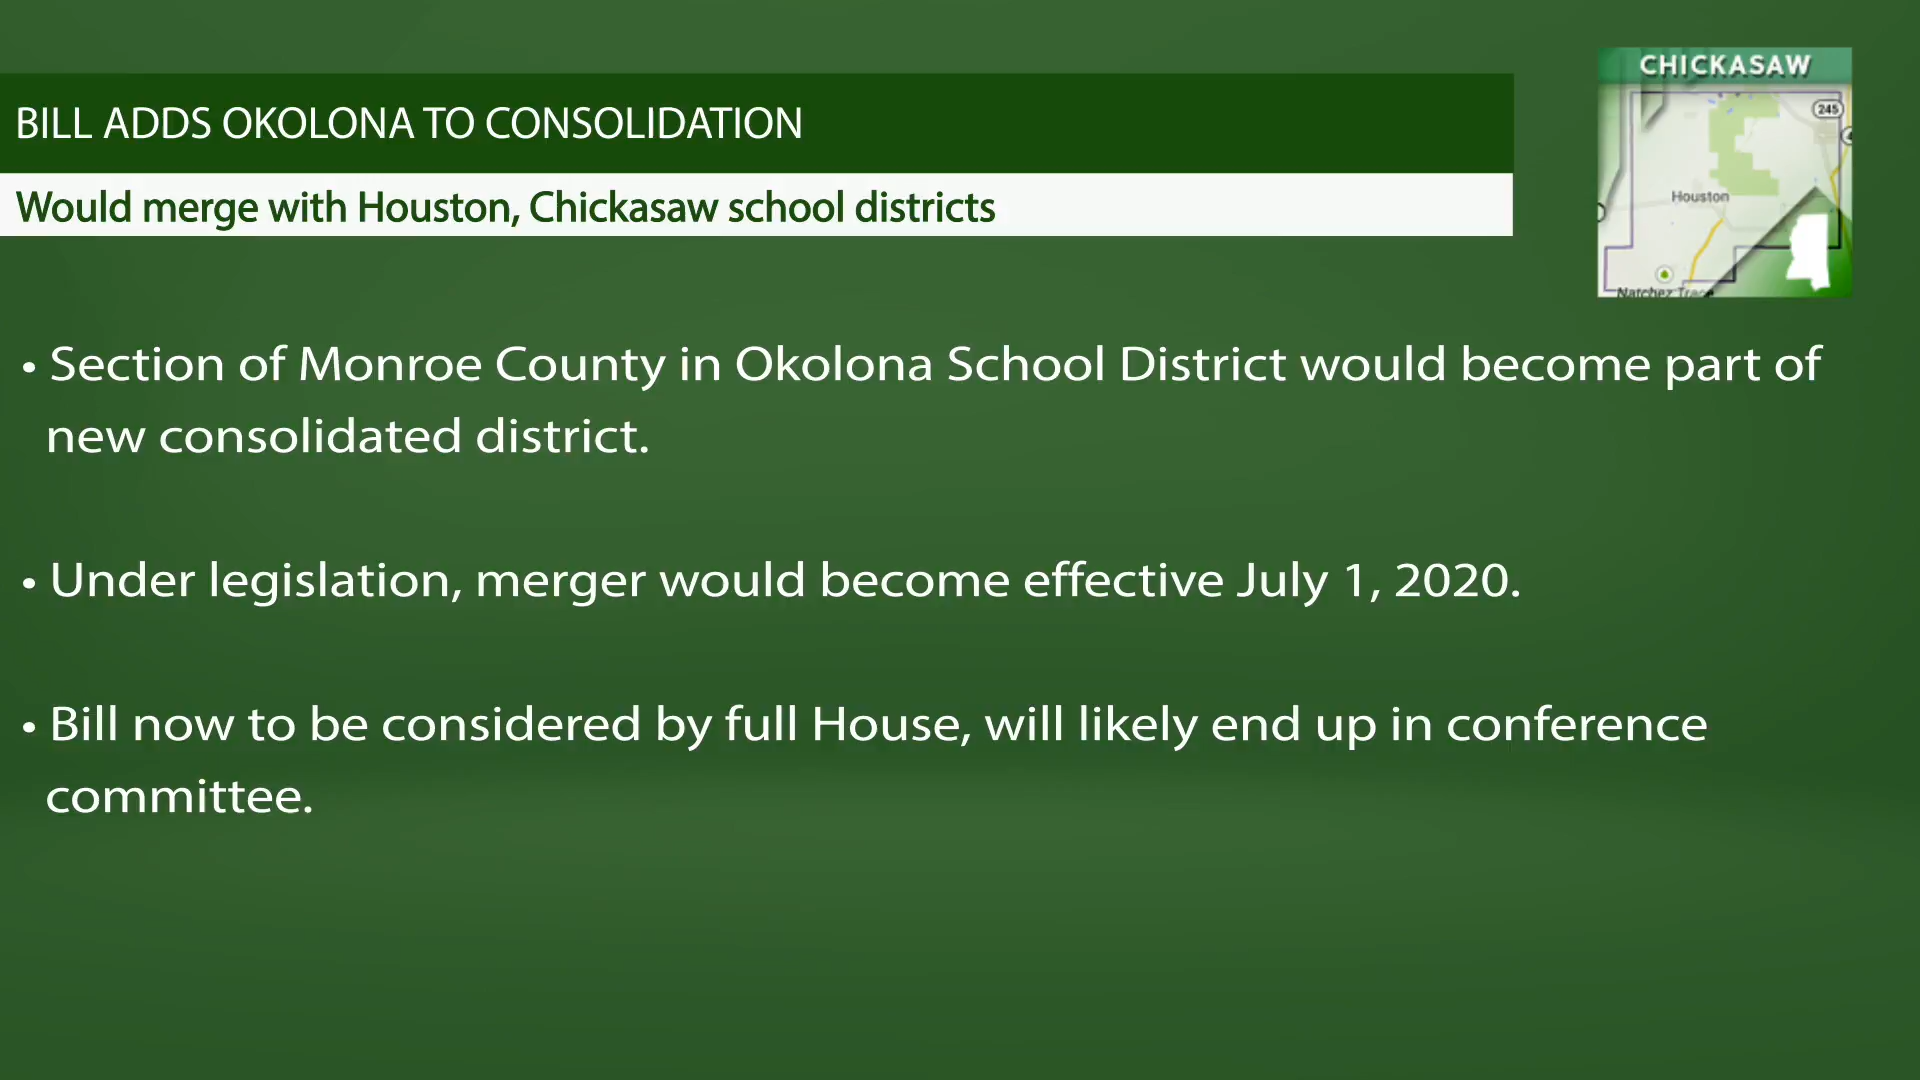 CHICKASAW
BILL ADDS OKOLONA TO CONSOLIDATION
245
Would merge with Houston, Chickasaw school districts
Houston
Natchez Trace
• Section of Monroe County in Okolona School District would become part of
new consolidated district.
• Under legislation, merger would become effective July 1, 2020.
• Bill now to be considered by full House, will likely end up in conference
committee.